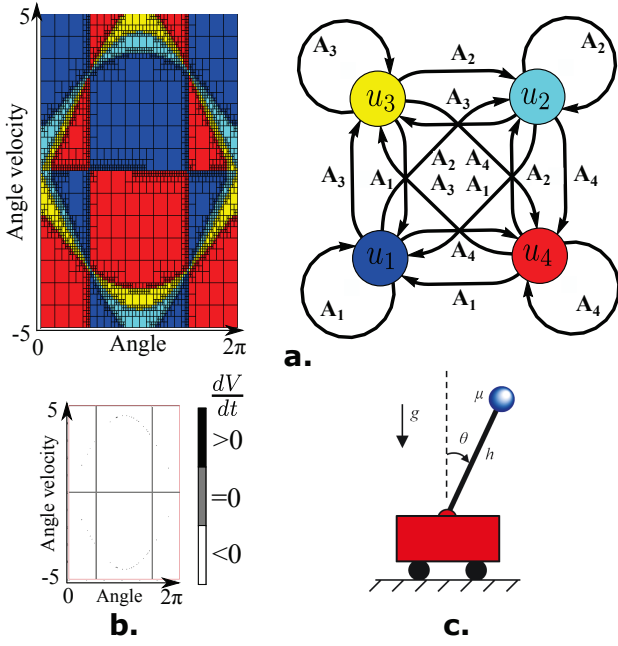 5
Angle velocity
-5
0
Angle
2π
A₃
A₂
A₂
u₃
A₃
u₂
A₃
A₁
A₂
A₄
A₃
A₁
A₂
A₄
u₁
A₄
u₄
A₁
A₁
A₄
a.
5
Angle velocity
-5
0
Angle
2π
dV
dt
>0
=0
<0
b.
g
θ
h
μ
c.